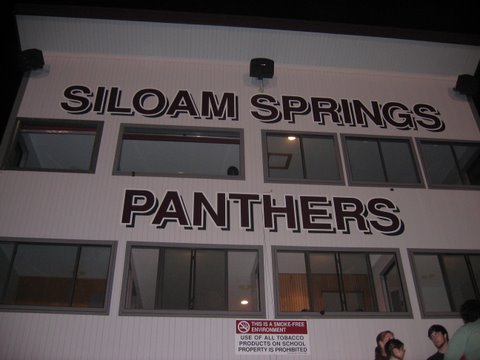 SILOAM SPRINGS
PANTHERS
THIS IS A SMOKE-FREE
ENVIRONMENT
USE OF ALL TOBACCO
PRODUCTS ON SCHOOL
PROPERTY IS PROHIBITED